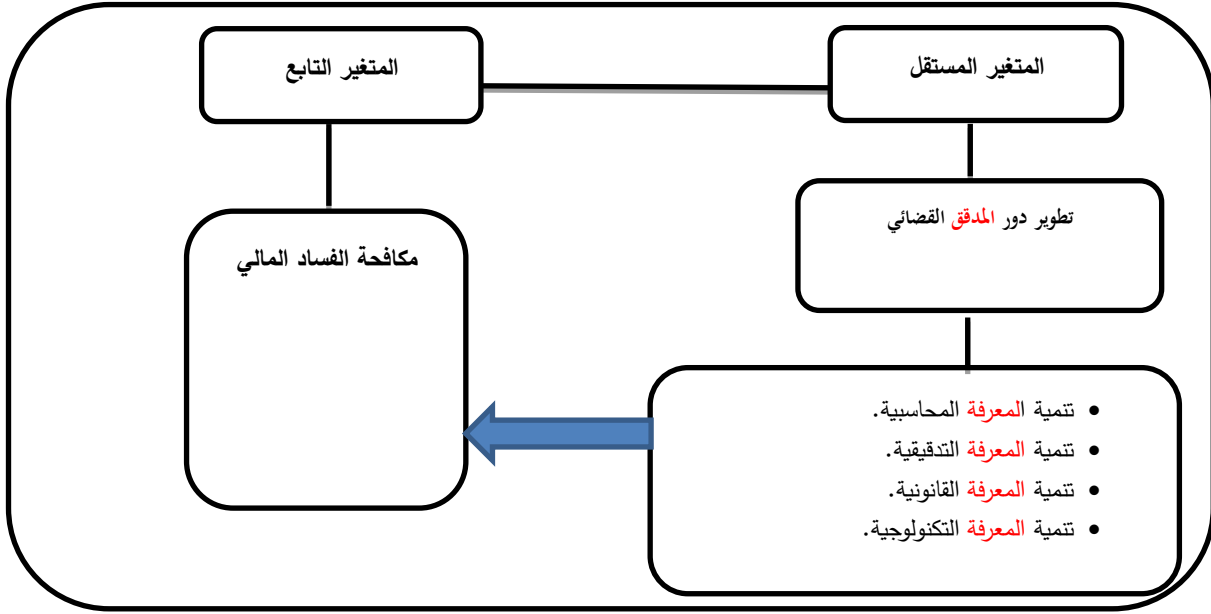 المتغير المستقل
المتغير التابع
تطوير دور المدقق القضائي
مكافحة الفساد المالي
• تنمية المعرفة المحاسبية.
• تنمية المعرفة التدقيقية.
• تنمية المعرفة القانونية.
• تنمية المعرفة التكنولوجية.